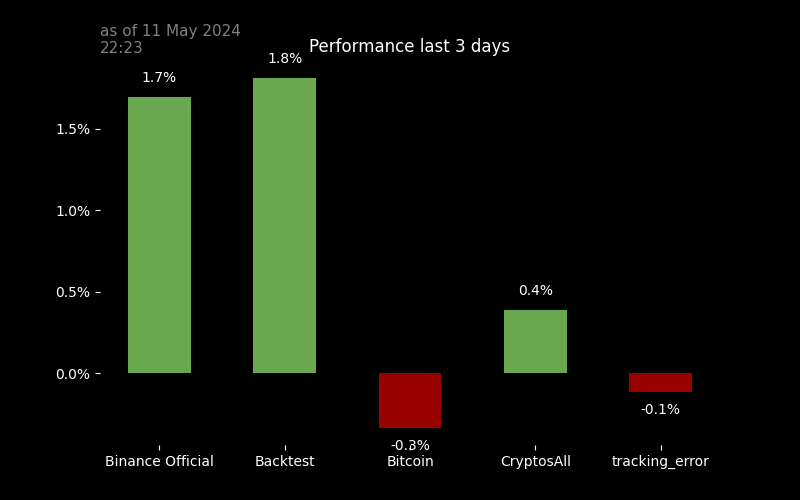 as of 11 May 2024
22:23
Performance last 3 days
1.7%
1.8%
-0.3%
0.4%
-0.1%
1.5%
1.0%
0.5%
0.0%
Binance Official
Backtest
Bitcoin
CryptosAll
tracking_error